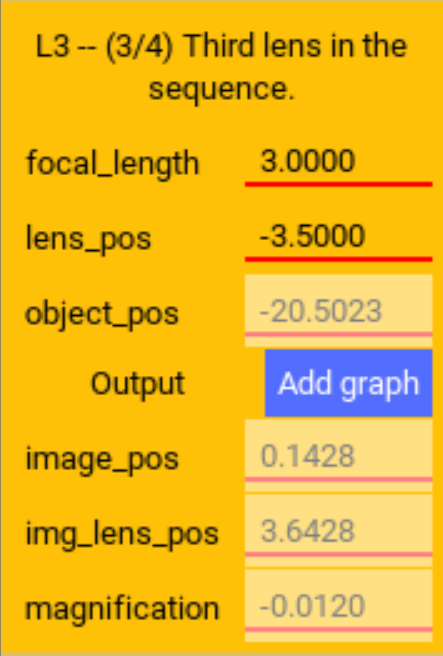 L3 -- (3/4) Third lens in the
sequence.
focal_length 3.0000
lens_pos -3.5000
object_pos -20.5023
Output Add graph
image_pos 0.1428
img_lens_pos 3.6428
magnification -0.0120